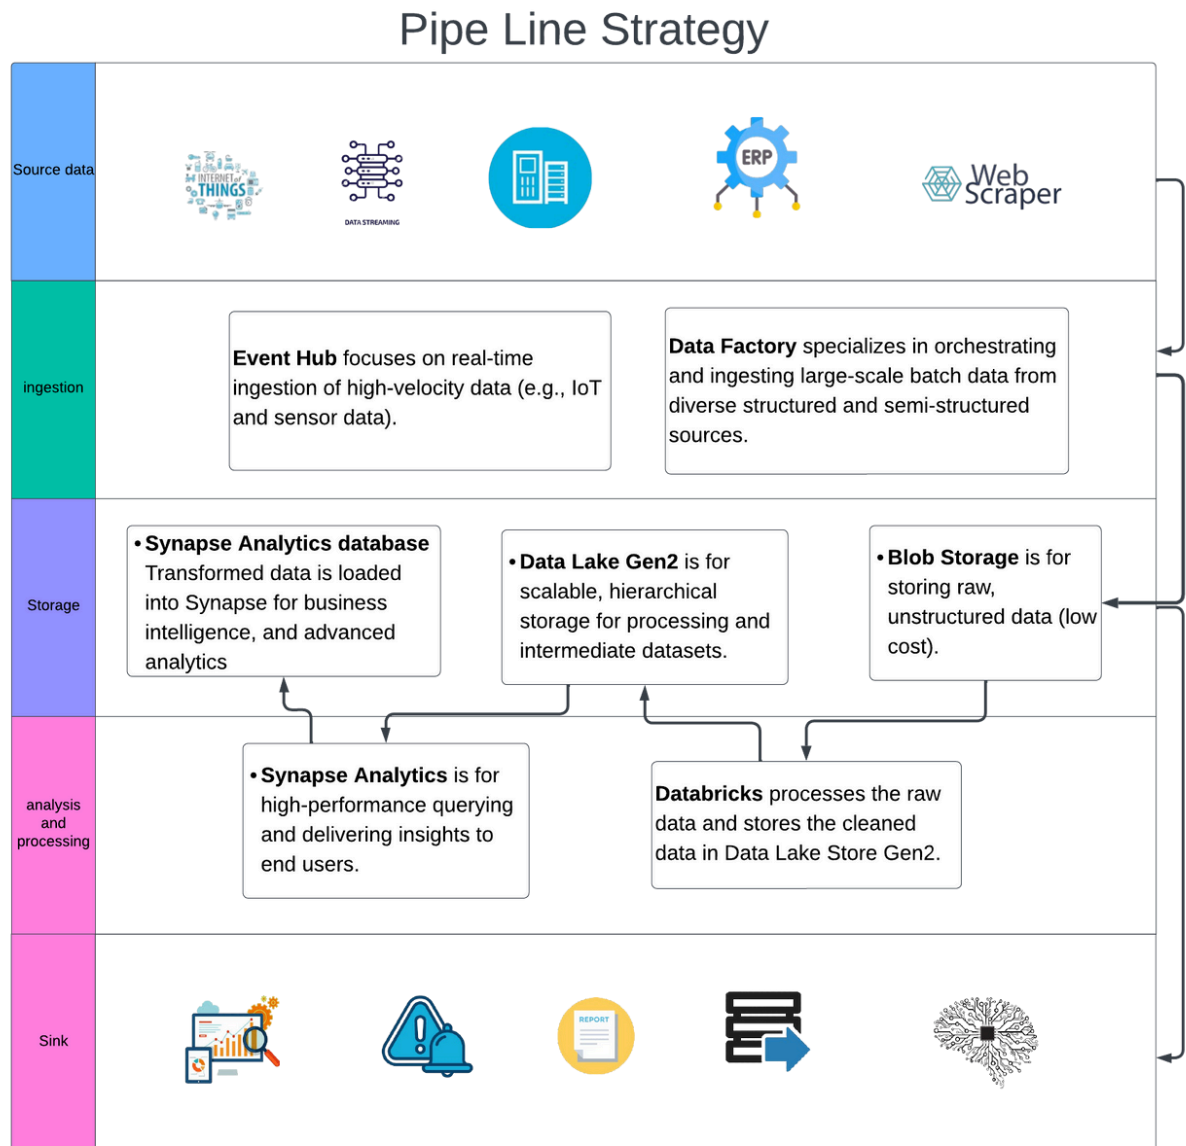 Pipe Line Strategy
Source data
INTERNET of
THINGS
DATA STREAMING
ERP
Web
Scraper
ingestion
Event Hub focuses on real-time
ingestion of high-velocity data (e.g., IoT
and sensor data).
Data Factory specializes in orchestrating
and ingesting large-scale batch data from
diverse structured and semi-structured
sources.
Storage
• Synapse Analytics database
Transformed data is loaded
into Synapse for business
intelligence, and advanced
analytics
• Data Lake Gen2 is for
scalable, hierarchical
storage for processing and
intermediate datasets.
• Blob Storage is for
storing raw,
unstructured data (low
cost).
analysis
and
processing
• Synapse Analytics is for
high-performance querying
and delivering insights to
end users.
Databricks processes the raw
data and stores the cleaned
data in Data Lake Store Gen2.
Sink
REPORT